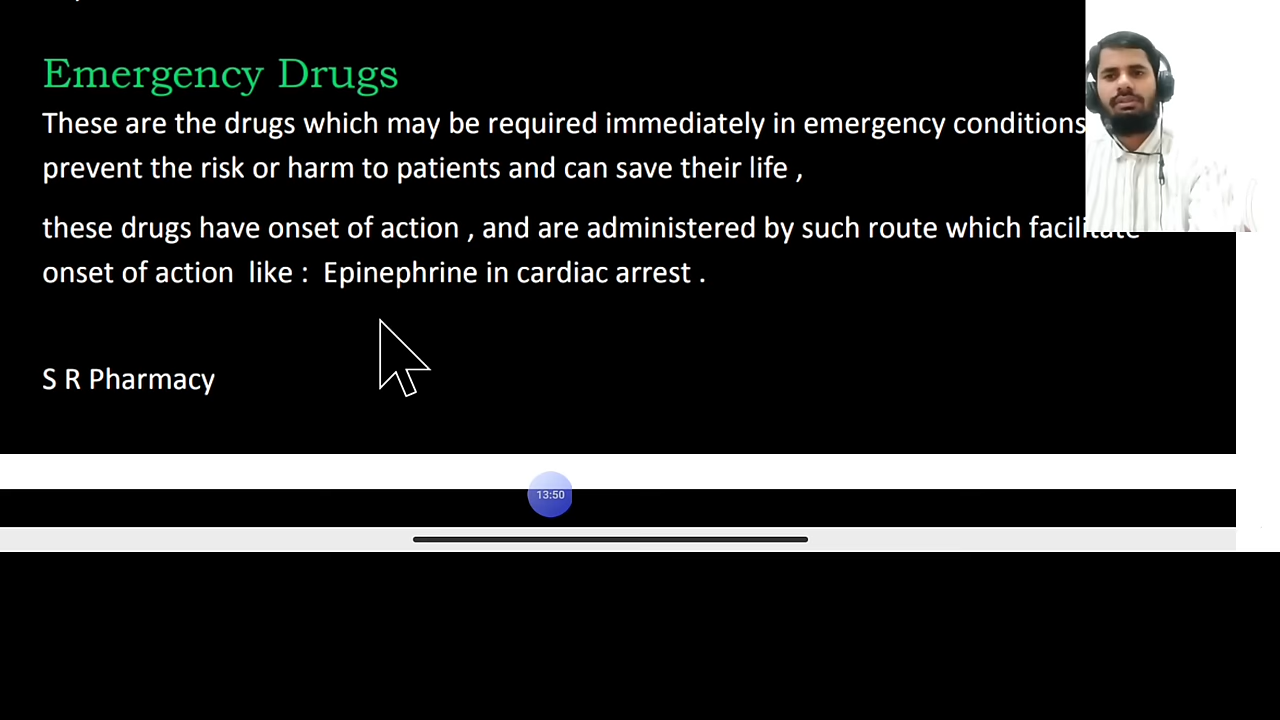 Emergency Drugs
These are the drugs which may be required immediately in emergency conditions
prevent the risk or harm to patients and can save their life ,
these drugs have onset of action , and are administered by such route which facilitate
onset of action like : Epinephrine in cardiac arrest .
S R Pharmacy
13:50